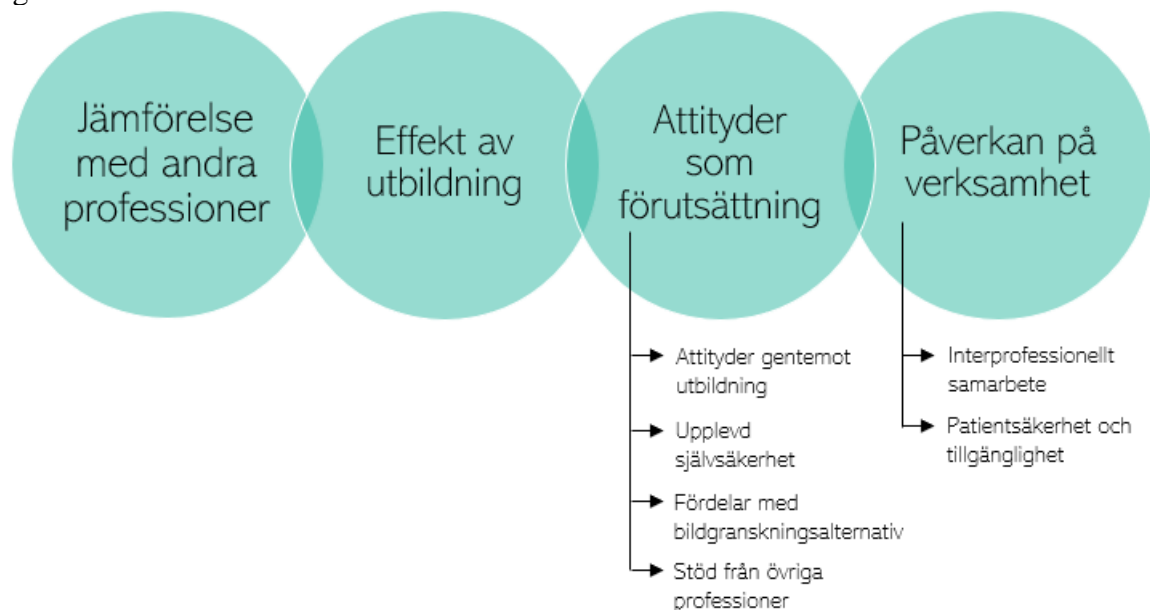 Jämförelse
med andra
professioner
Effekt av
utbildning
Attityder
som
förutsättning
Påverkan på
verksamhet
Attityder gentemot
utbildning
Upplevd
självsäkerhet
Fördelar med
bildgranskningsalternativ
Stöd från övriga
professioner
Interprofessionellt
samarbete
Patientsäkerhet och
tillgänglighet